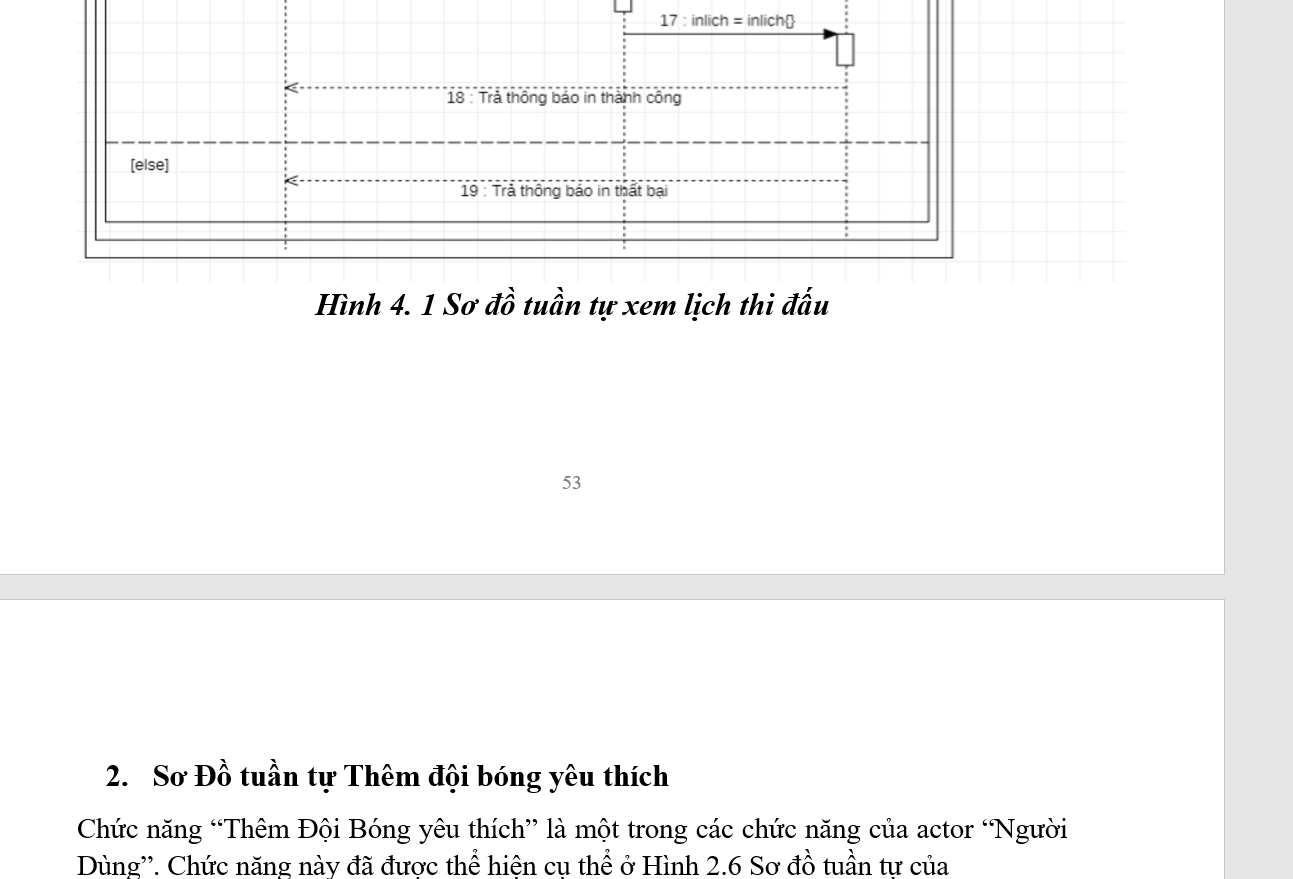 17 : inlich = inlich{}
18 : Trả thông báo in thành công
[else]
19 : Trả thông báo in thất bại
Hình 4. 1 Sơ đồ tuần tự xem lịch thi đấu
53
2. Sơ Đồ tuần tự Thêm đội bóng yêu thích
Chức năng “Thêm Đội Bóng yêu thích” là một trong các chức năng của actor “Người
Dùng”. Chức năng này đã được thể hiện cụ thể ở Hình 2.6 Sơ đồ tuần tự của